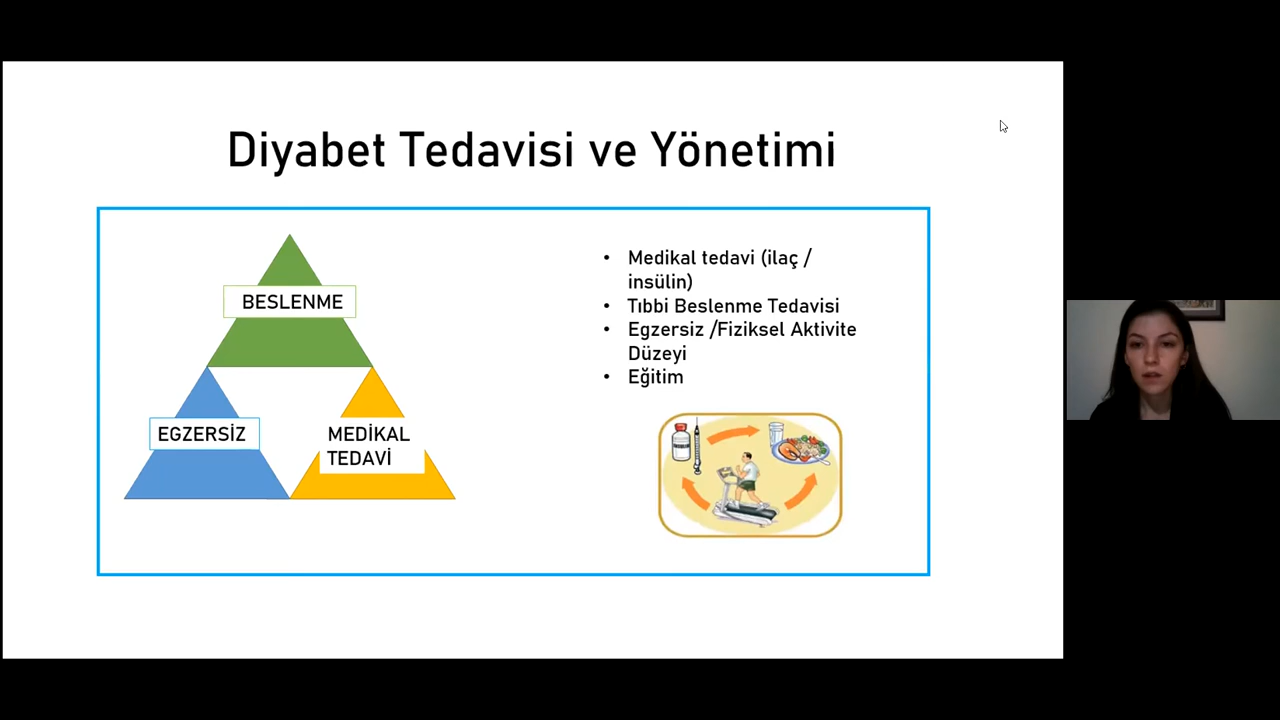 Diyabet Tedavisi ve Yönetimi
BESLENME
EGZERSİZ
MEDİKAL
TEDAVİ
• Medikal tedavi (ilaç /
insülin)
• Tıbbi Beslenme Tedavisi
• Egzersiz /Fiziksel Aktivite
Düzeyi
• Eğitim